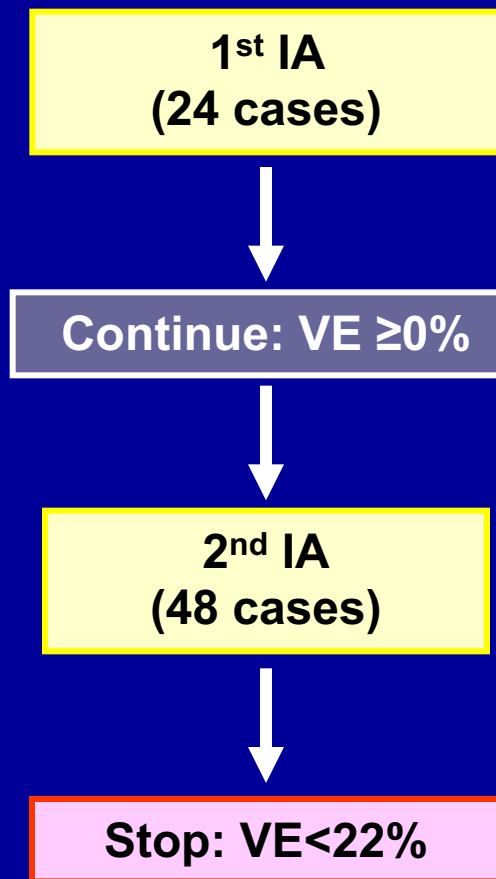 1st IA
(24 cases)
Continue: VE ≥0%
2nd IA
(48 cases)
Stop: VE<22%